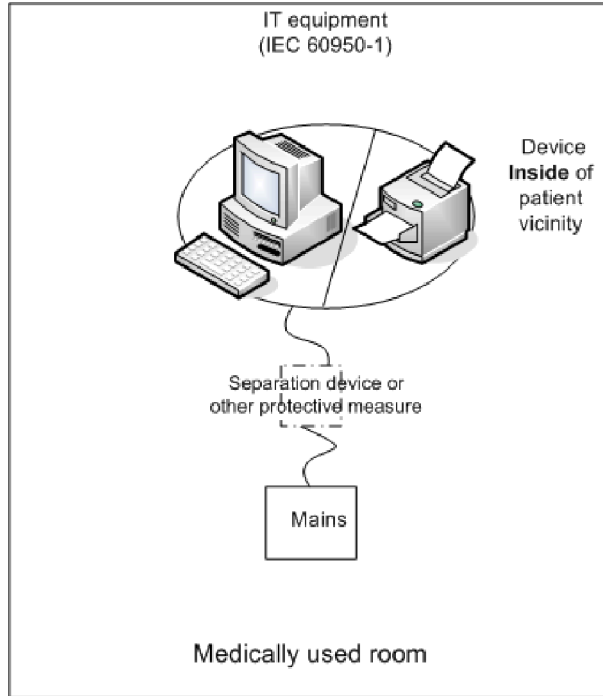 IT equipment
(IEC 60950-1)
Device
Inside of
patient
vicinity
Separation device or
other protective measure
Mains
Medically used room